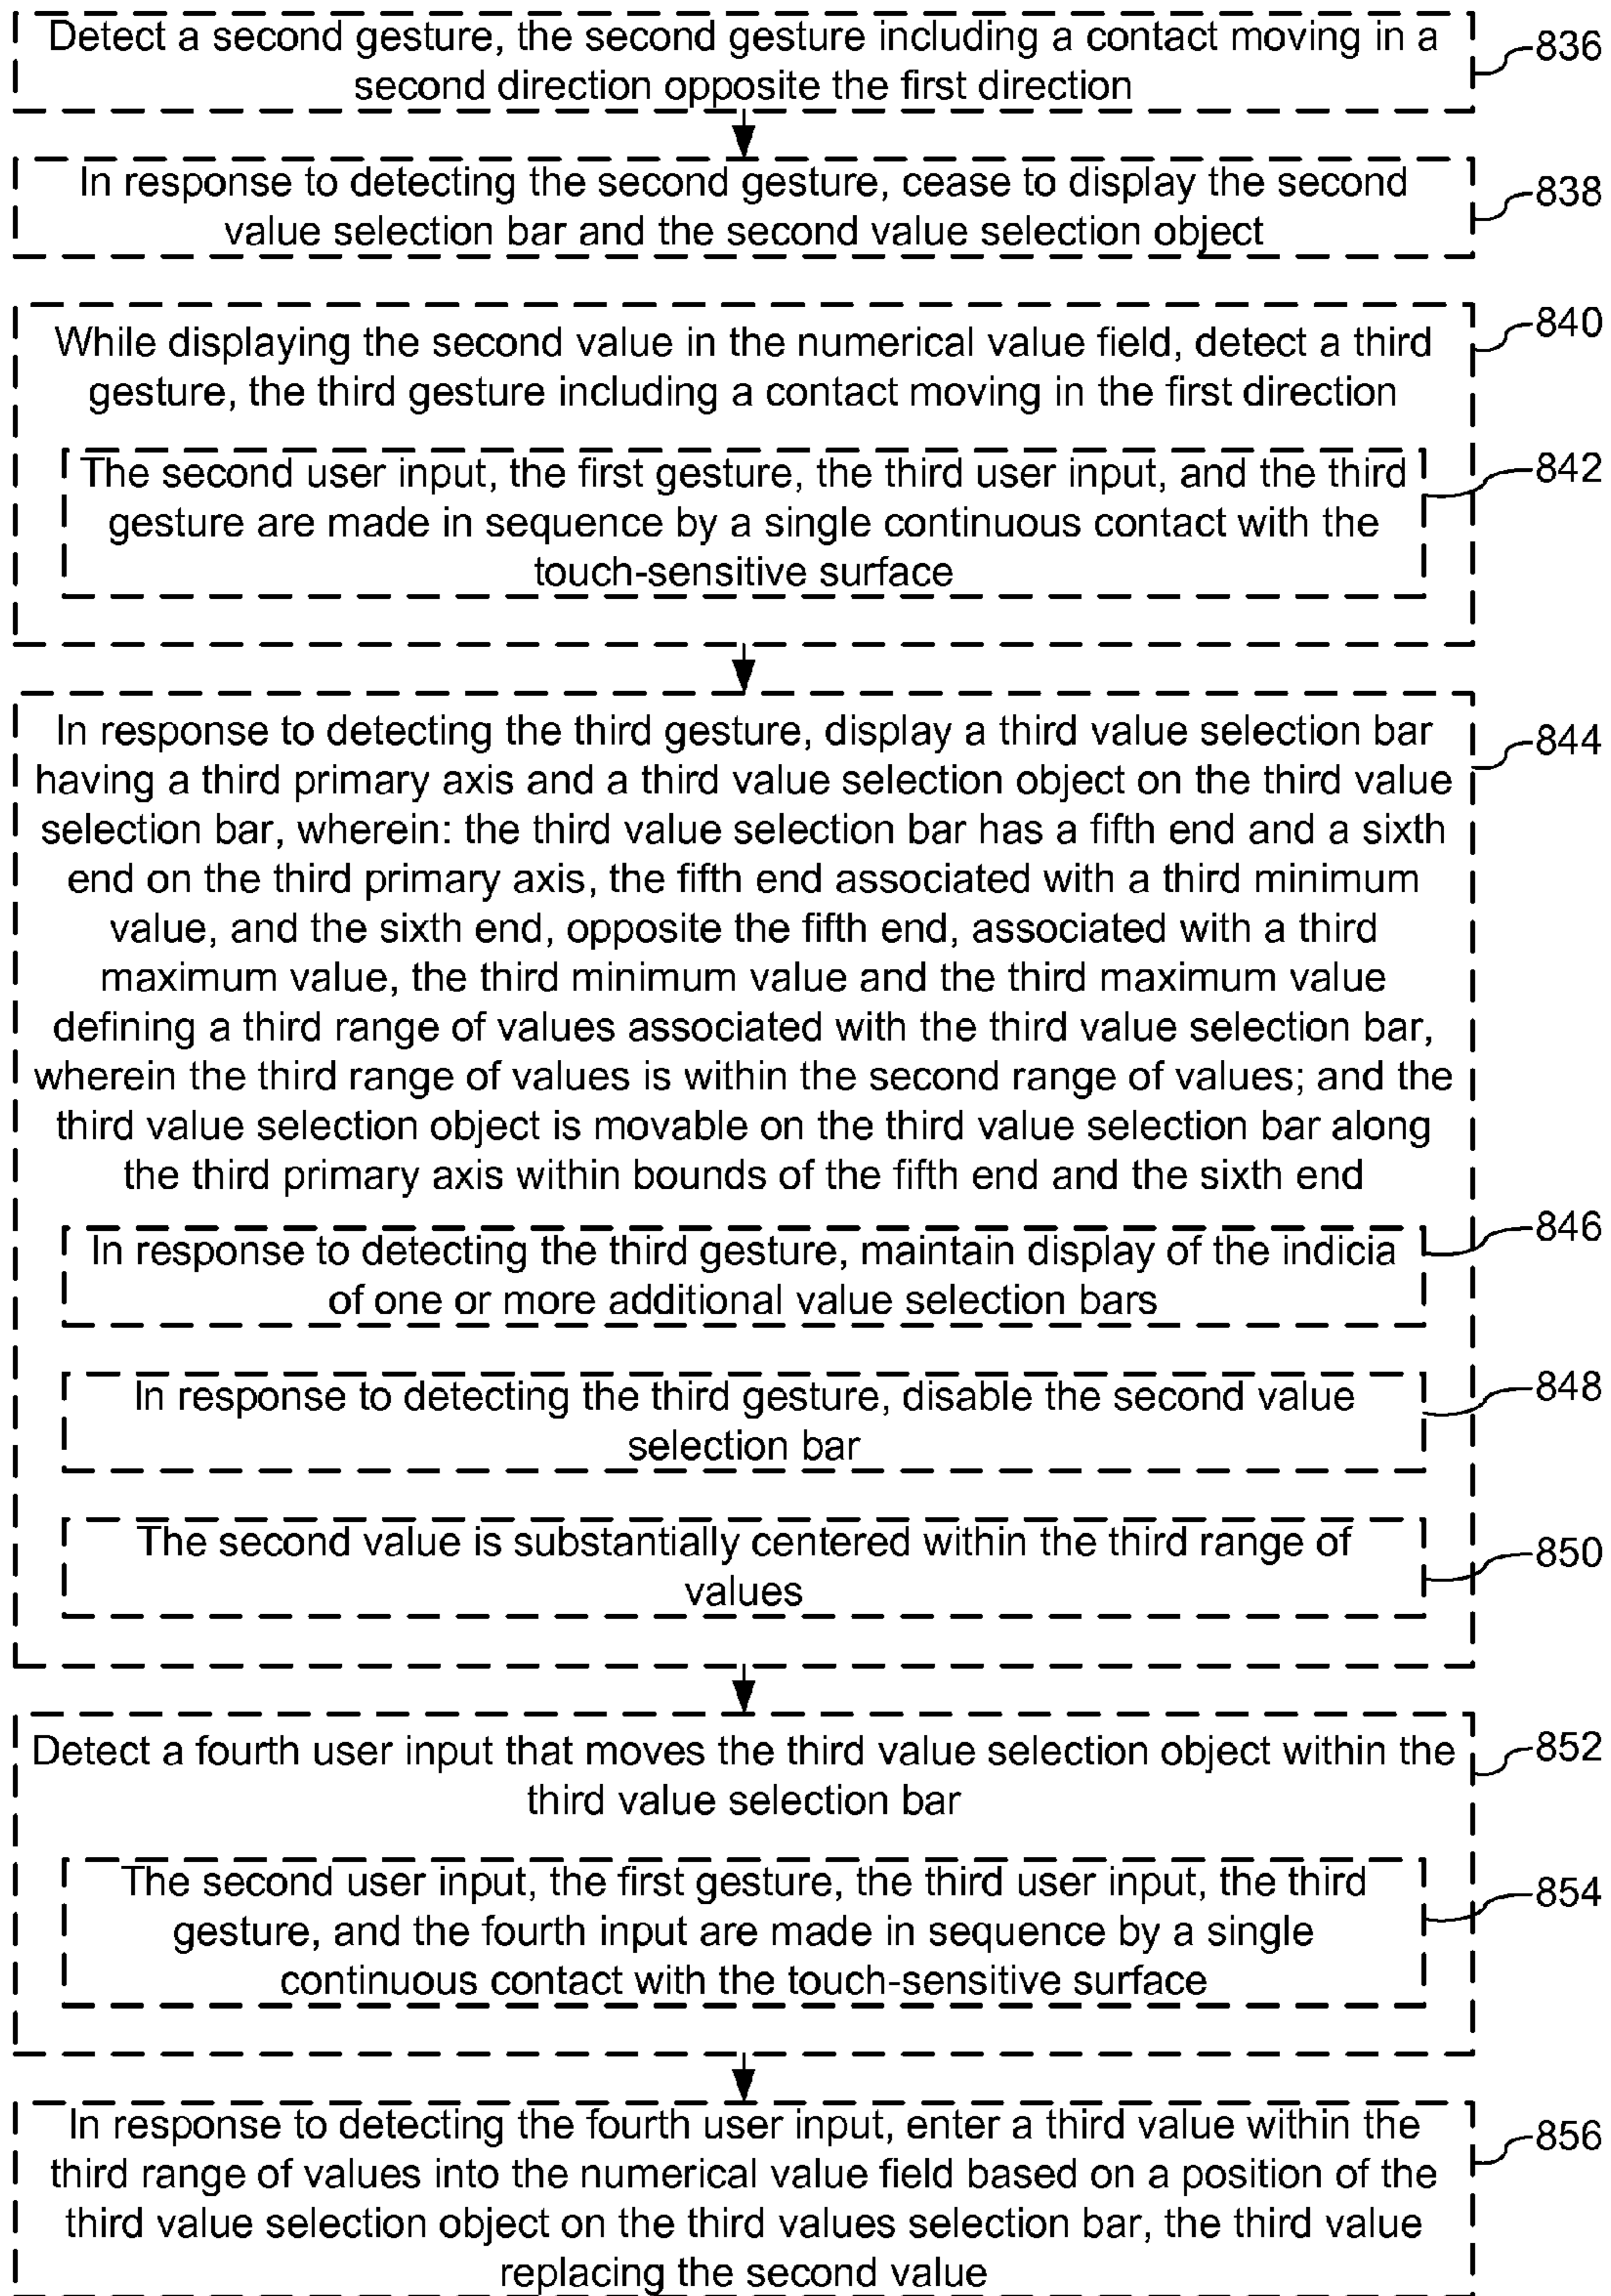 Detect a second gesture, the second gesture including a contact moving in a
second direction opposite the first direction
836
In response to detecting the second gesture, cease to display the second
value selection bar and the second value selection object
838
While displaying the second value in the numerical value field, detect a third
gesture, the third gesture including a contact moving in the first direction
840
The second user input, the first gesture, the third user input, and the third
gesture are made in sequence by a single continuous contact with the
touch-sensitive surface
842
In response to detecting the third gesture, display a third value selection bar
having a third primary axis and a third value selection object on the third value
selection bar, wherein: the third value selection bar has a fifth end and a sixth
end on the third primary axis, the fifth end associated with a third minimum
value, and the sixth end, opposite the fifth end, associated with a third
maximum value, the third minimum value and the third maximum value
defining a third range of values associated with the third value selection bar,
wherein the third range of values is within the second range of values; and the
third value selection object is movable on the third value selection bar along
the third primary axis within bounds of the fifth end and the sixth end
844
In response to detecting the third gesture, maintain display of the indicia
of one or more additional value selection bars
846
In response to detecting the third gesture, disable the second value
selection bar
848
The second value is substantially centered within the third range of
values
850
Detect a fourth user input that moves the third value selection object within the
third value selection bar
852
The second user input, the first gesture, the third user input, the third
gesture, and the fourth input are made in sequence by a single
continuous contact with the touch-sensitive surface
854
In response to detecting the fourth user input, enter a third value within the
third range of values into the numerical value field based on a position of the
third value selection object on the third values selection bar, the third value
replacing the second value
856